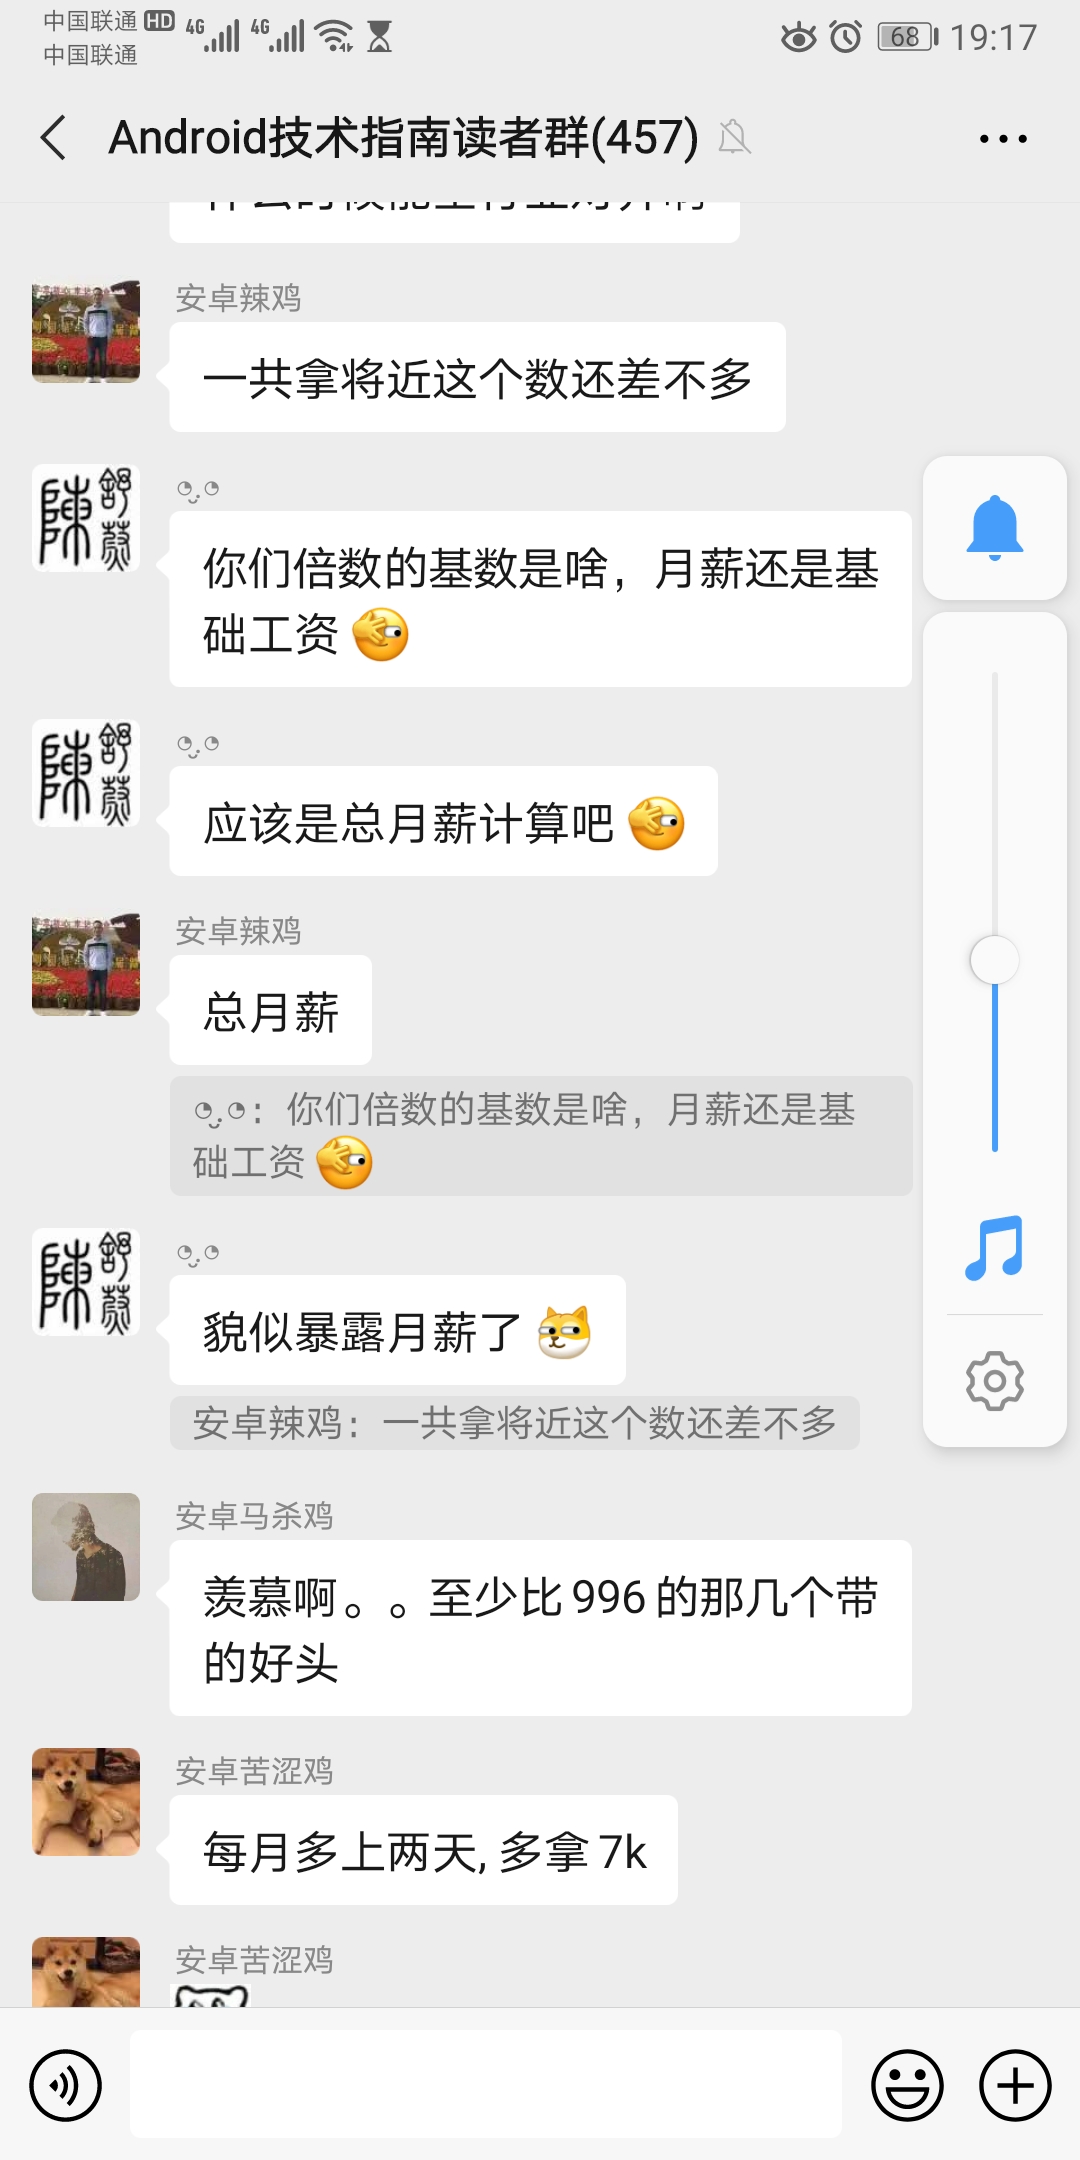 中国联通 HD 4G 4G 68 19:17
中国联通
Android技术指南读者群(457)
安卓辣鸡
一共拿将近这个数还差不多
你们倍数的基数是啥，月薪还是基
础工资
应该是总月薪计算吧
安卓辣鸡
总月薪
你们倍数的基数是啥，月薪还是基
础工资
貌似暴露月薪了
安卓辣鸡：一共拿将近这个数还差不多
安卓马杀鸡
羡慕啊。。至少比996的那几个带
的好头
安卓苦涩鸡
每月多上两天, 多拿7k
安卓苦涩鸡